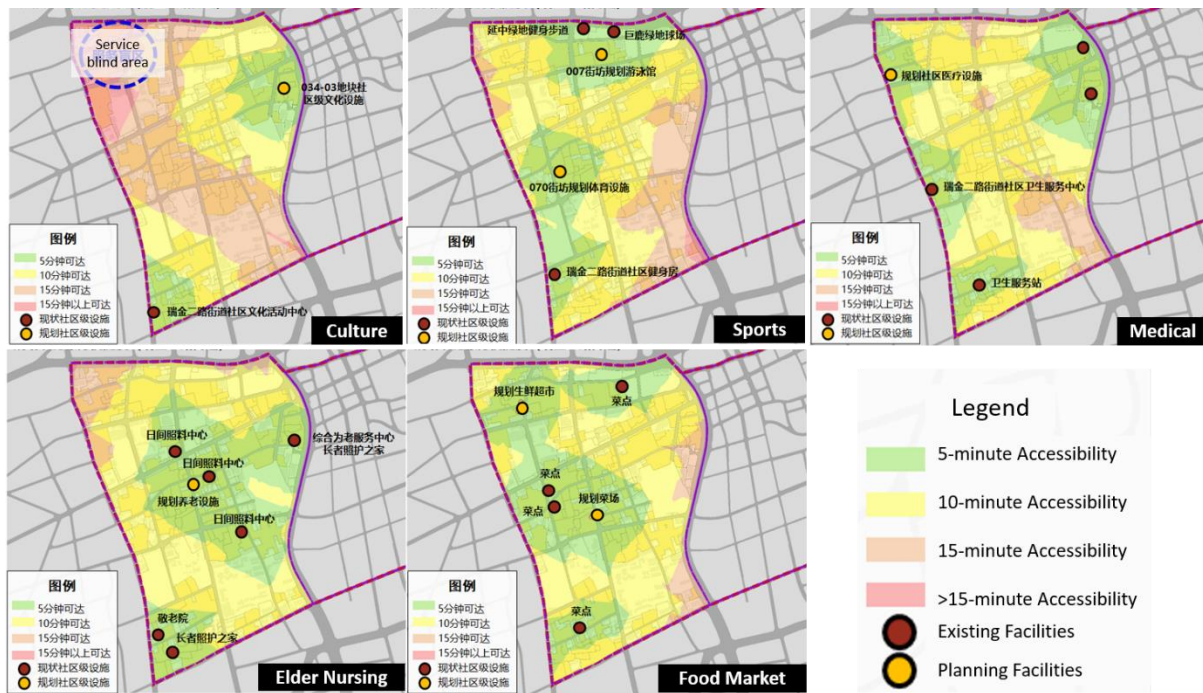 Service
blind area
034-03地块社
区级文化设施
图例
5分钟可达
10分钟可达
15分钟可达
15分钟以上可达
现状社区级设施
规划社区级设施
瑞金二路街道社区文化活动中心
Culture
延中绿地健身步道
巨鹿绿地球场
007街坊规划游泳馆
070街坊规划体育设施
图例
5分钟可达
10分钟可达
15分钟可达
15分钟以上可达
现状社区级设施
规划社区级设施
瑞金二路街道社区健身房
Sports
规划社区医疗设施
瑞金二路街道社区卫生服务中心
图例
5分钟可达
10分钟可达
15分钟可达
15分钟以上可达
现状社区级设施
规划社区级设施
卫生服务站
Medical
日间照料中心
综合为老服务中心
长者照护之家
日间照料中心
规划养老设施
日间照料中心
图例
5分钟可达
10分钟可达
15分钟可达
15分钟以上可达
现状社区级设施
规划社区级设施
敬老院
长者照护之家
Elder Nursing
规划生鲜超市
菜点
菜点
规划菜场
菜点
图例
5分钟可达
10分钟可达
15分钟可达
15分钟以上可达
现状社区级设施
规划社区级设施
菜点
Food Market
Legend
5-minute Accessibility
10-minute Accessibility
15-minute Accessibility
>15-minute Accessibility
Existing Facilities
Planning Facilities